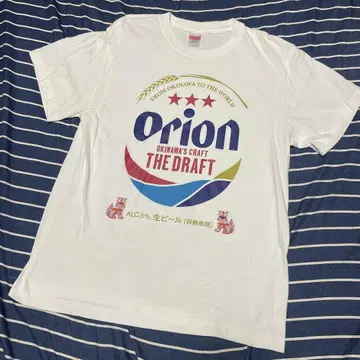 FROM OKINAWA TO THE WORLD
Orion
OKINAWA'S CRAFT
THE DRAFT
ALC.5% 生ビール (非熱処理)